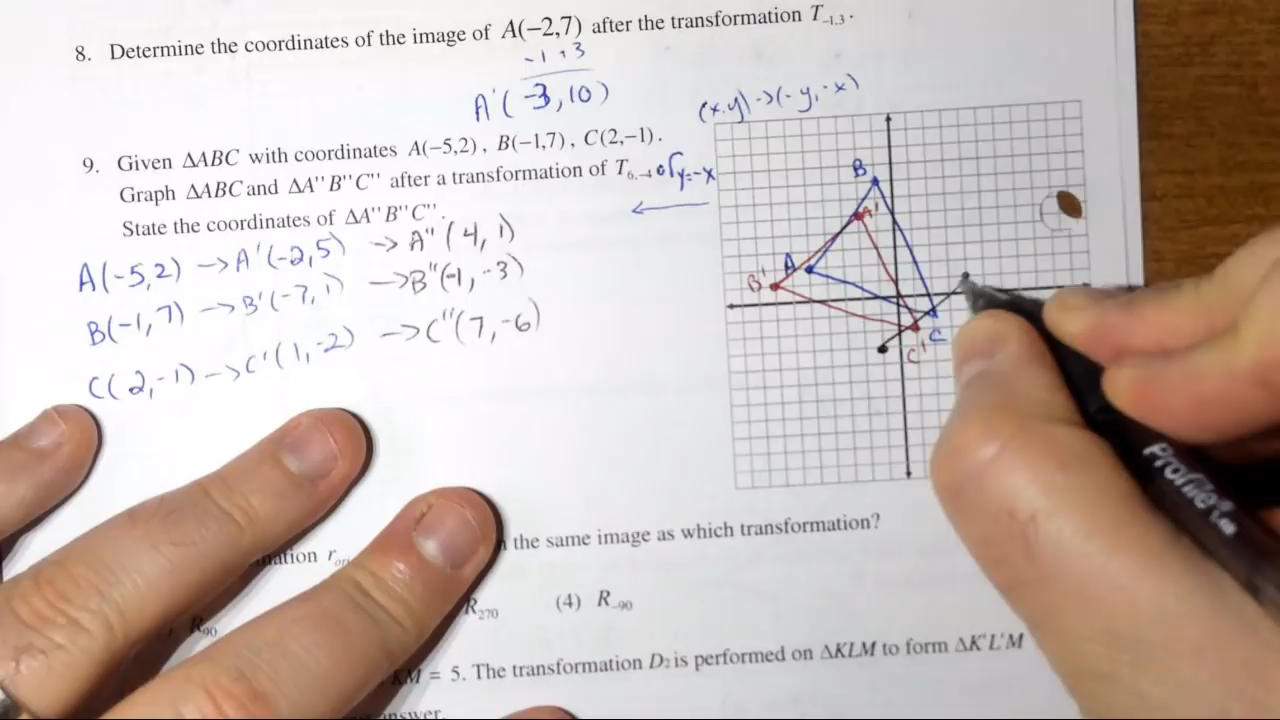 8. Determine the coordinates of the image of A(−2,7) after the transformation T₋₁,₃.
-1 +3
A'(-3,10)
(x,y)->(-y,-x)
9. Given ΔABC with coordinates A(−5,2), B(−1,7), C(2,−1).
Graph ΔABC and ΔA''B''C'' after a transformation of T₆,₋₄ o r y=-x
State the coordinates of ΔA''B''C''.
A(-5,2) -> A'(-2,5) -> A''(4,1)
B(-1,7) -> B'(-7,1) -> B''(-1,-3)
C(2,-1) -> C'(1,-2) -> C''(7,-6)
B
A'
A
B'
C
C'
the same image as which transformation?
R₉₀
R₂₇₀ (4) R₋₉₀
KM = 5. The transformation D₂ is performed on ΔKLM to form ΔK'L'M
answer.
Profile